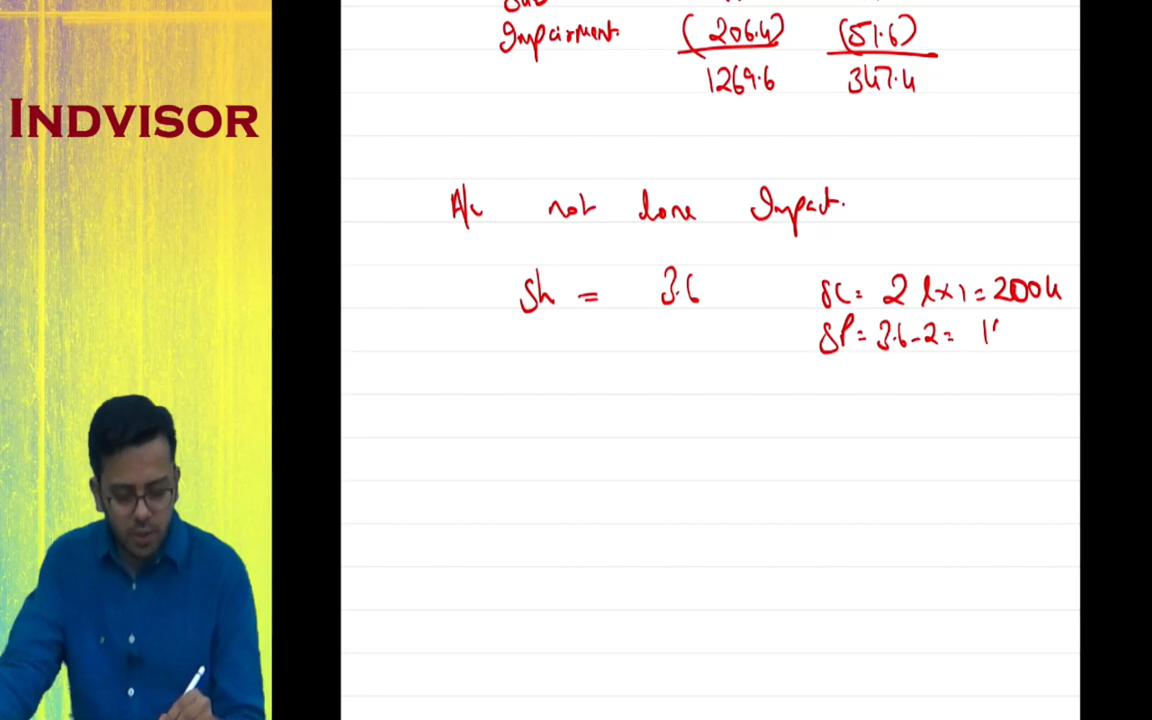 INDVISOR
Sub
Impairment. (206.4) (51.6)
1269.6 347.4
A/c not done Impact.
Sh = 3.6 SC = 2 l x 1 = 200k
SP = 3.6 - 2 =